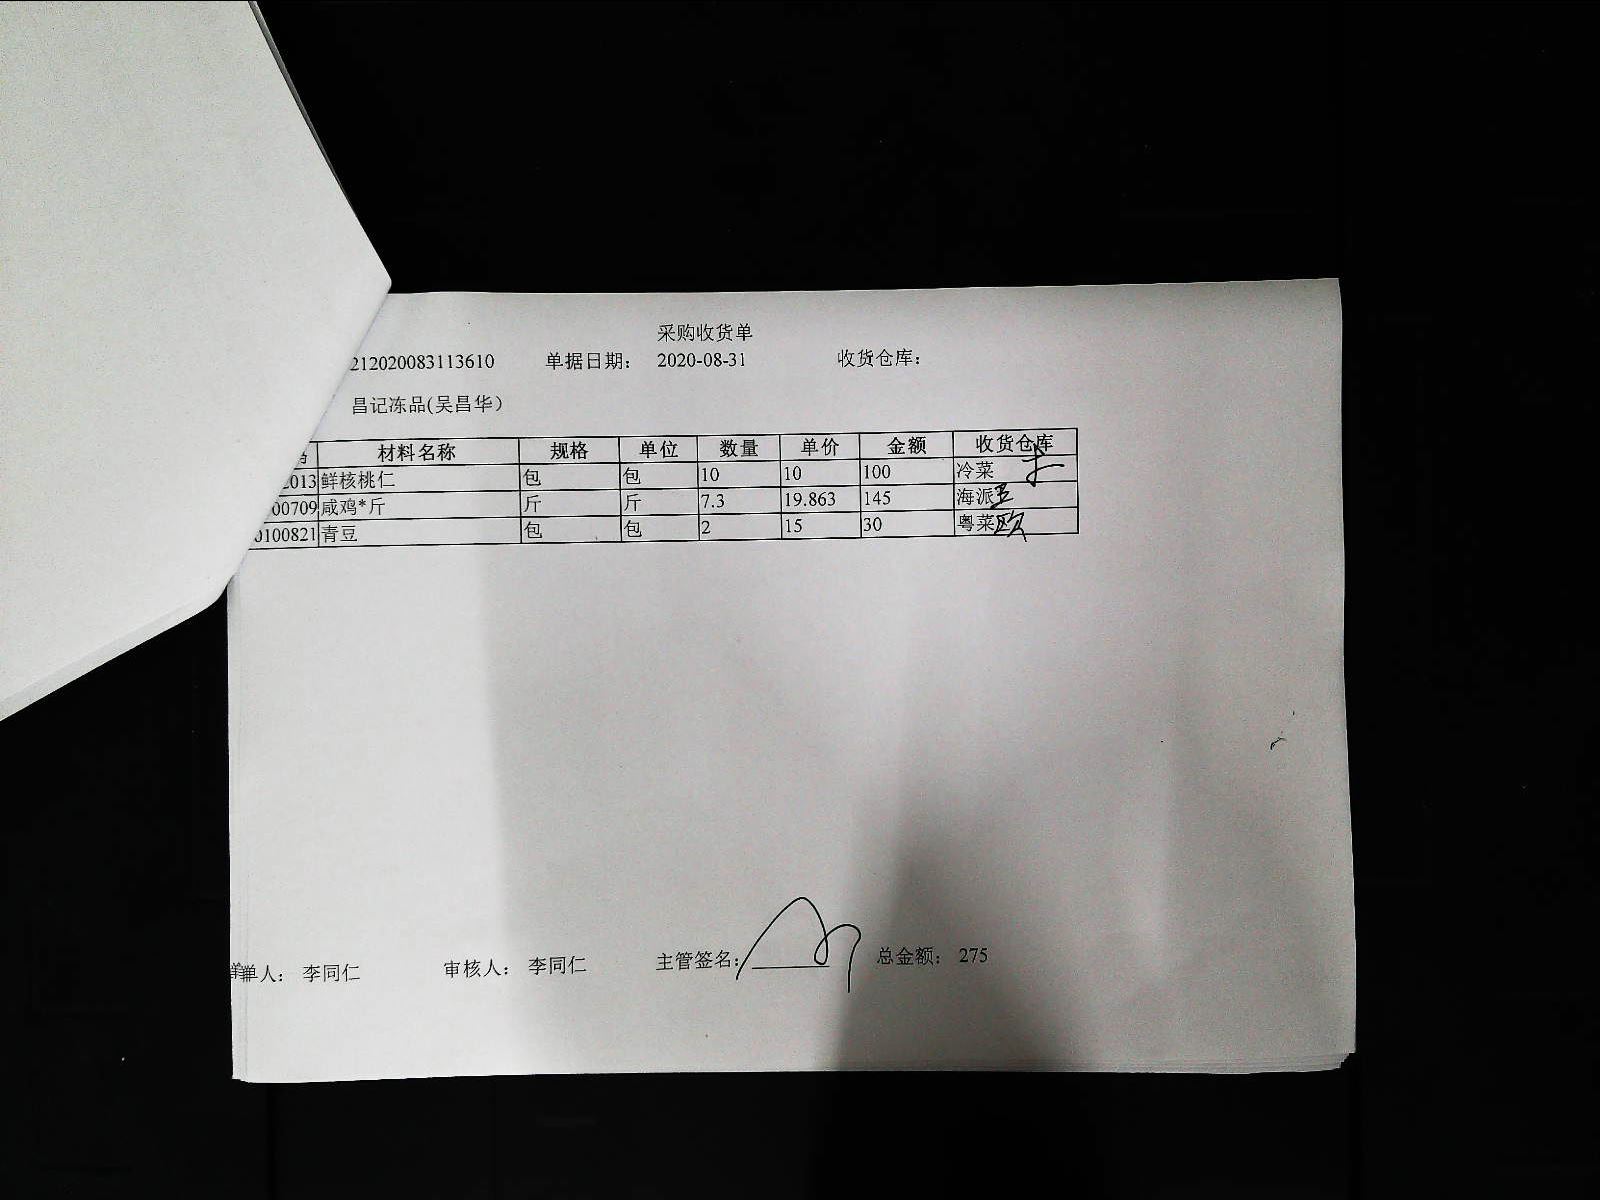 采购收货单
212020083113610 单据日期： 2020-08-31 收货仓库：
昌记冻品(吴昌华）
码 材料名称 规格 单位 数量 单价 金额 收货仓库
2013 鲜核桃仁 包 包 10 10 100 冷菜
00709 咸鸡*斤 斤 斤 7.3 19.863 145 海派
0100821 青豆 包 包 2 15 30 粤菜 欧
单人： 李同仁 审核人： 李同仁 主管签名： 总金额： 275